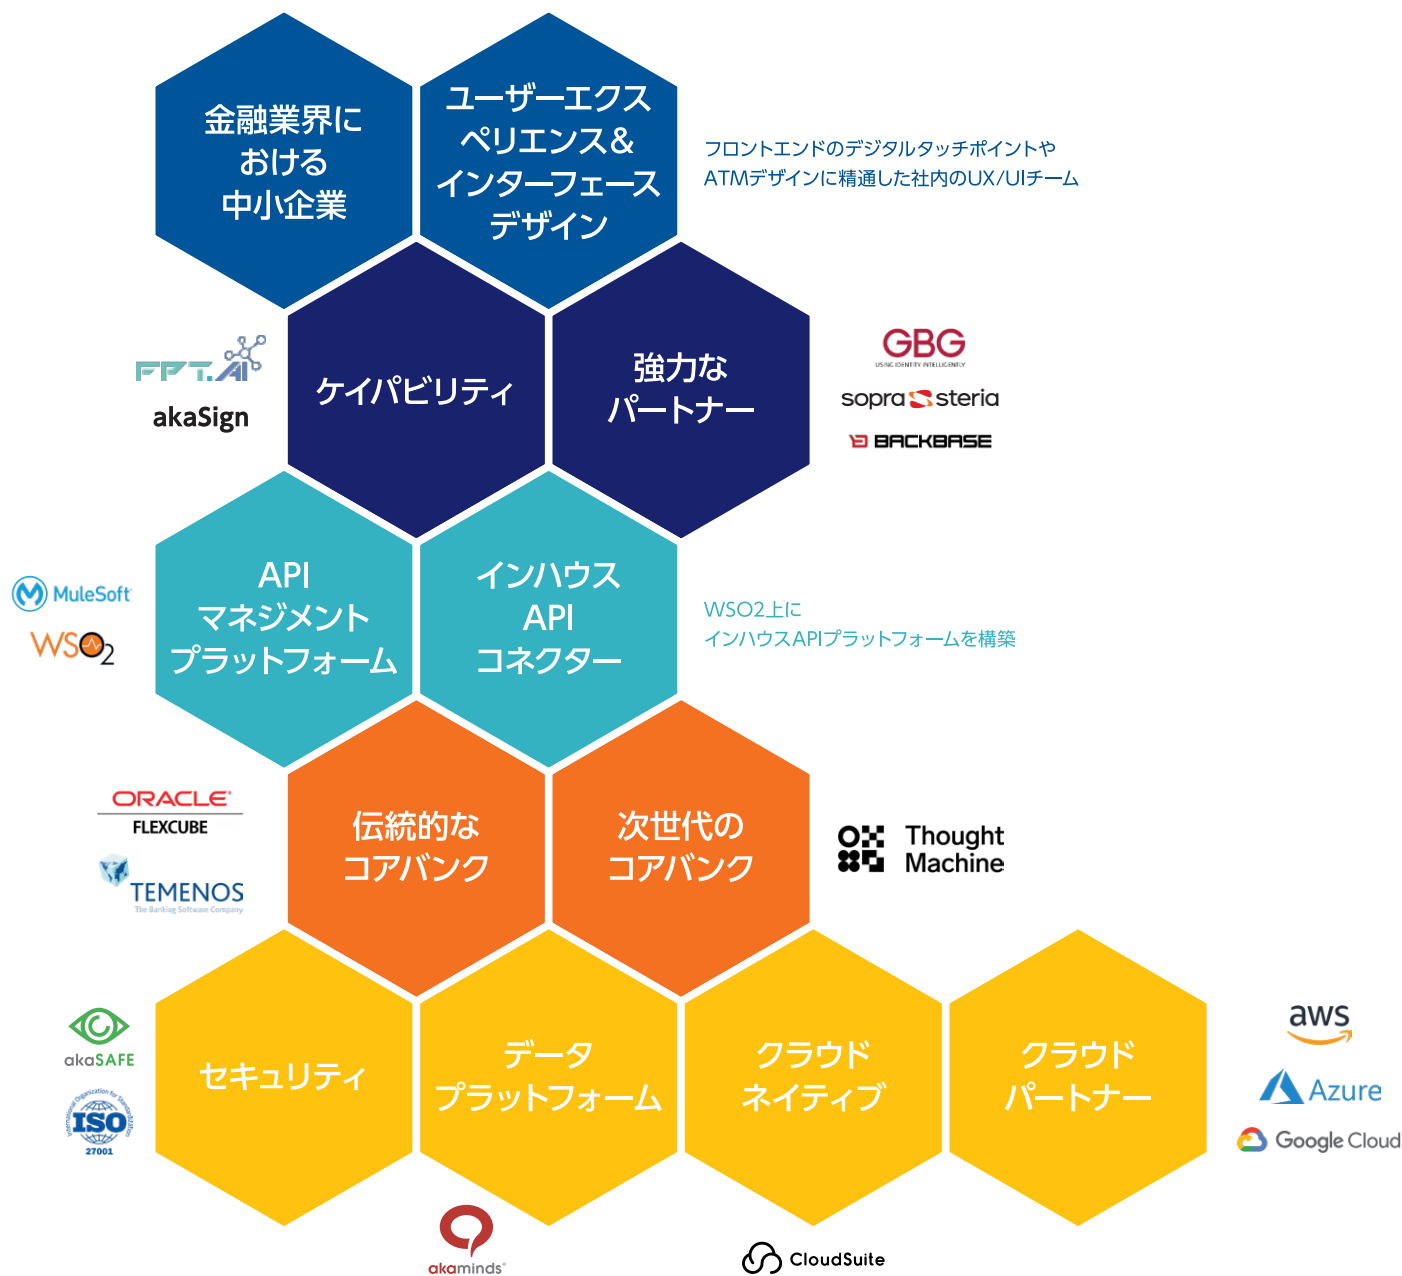 金融業界に
おける
中小企業
ユーザーエクス
ペリエンス＆
インターフェース
デザイン
フロントエンドのデジタルタッチポイントや
ATMデザインに精通した社内のUX/UIチーム
FPT.AI
akaSign
ケイパビリティ
強力な
パートナー
GBG
USING IDENTITY INTELLIGENTLY
sopra steria
BACKBASE
MuleSoft
WSO2
API
マネジメント
プラットフォーム
インハウス
API
コネクター
WSO2上に
インハウスAPIプラットフォームを構築
ORACLE®
FLEXCUBE
TEMENOS
The Banking Software Company
伝統的な
コアバンク
次世代の
コアバンク
Thought
Machine
akaSAFE
International Organization for Standardization
ISO
27001
セキュリティ
データ
プラットフォーム
クラウド
ネイティブ
クラウド
パートナー
aws
Azure
Google Cloud
akaminds®
CloudSuite